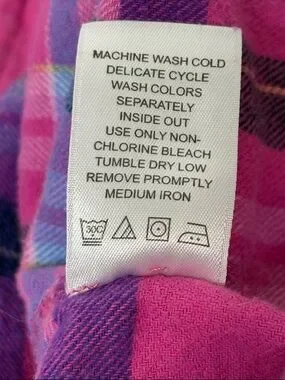 MACHINE WASH COLD
DELICATE CYCLE
WASH COLORS
SEPARATELY
INSIDE OUT
USE ONLY NON-
CHLORINE BLEACH
TUMBLE DRY LOW
REMOVE PROMPTLY
MEDIUM IRON
30C